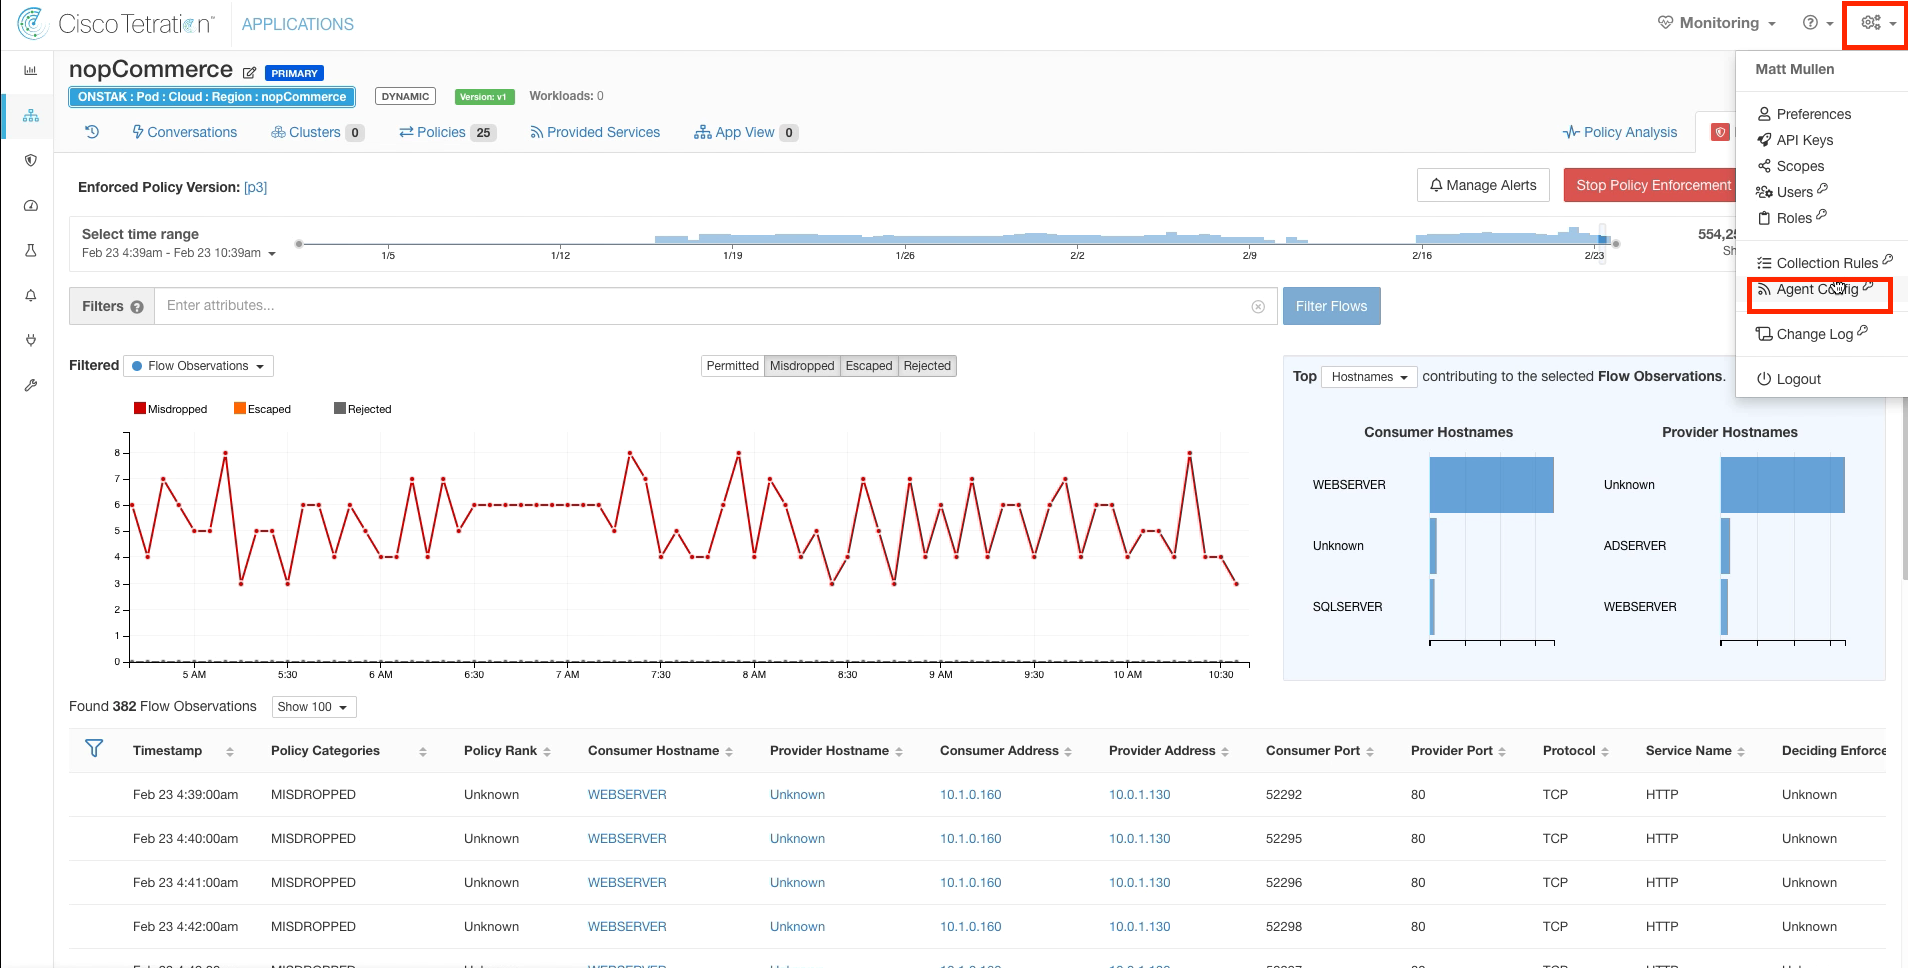 Cisco Tetration™ APPLICATIONS Monitoring
Matt Mullen
Preferences
API Keys
Scopes
Users
Roles
Collection Rules
Agent Config
Change Log
Logout
nopCommerce PRIMARY
ONSTAK : Pod : Cloud : Region : nopCommerce DYNAMIC Version: v1 Workloads: 0
Conversations Clusters 0 Policies 25 Provided Services App View 0 Policy Analysis
Enforced Policy Version: [p3] Manage Alerts Stop Policy Enforcement
Select time range
Feb 23 4:39am - Feb 23 10:39am
1/5 1/12 1/19 1/26 2/2 2/9 2/16 2/23
Filters Enter attributes... Filter Flows
Filtered Flow Observations Permitted Misdropped Escaped Rejected
Misdropped Escaped Rejected
8
7
6
5
4
3
2
1
0
5 AM 5:30 6 AM 6:30 7 AM 7:30 8 AM 8:30 9 AM 9:30 10 AM 10:30
Top Hostnames contributing to the selected Flow Observations.
Consumer Hostnames Provider Hostnames
WEBSERVER Unknown
Unknown ADSERVER
SQLSERVER WEBSERVER
Found 382 Flow Observations Show 100
Timestamp Policy Categories Policy Rank Consumer Hostname Provider Hostname Consumer Address Provider Address Consumer Port Provider Port Protocol Service Name Deciding Enforce
Feb 23 4:39:00am MISDROPPED Unknown WEBSERVER Unknown 10.1.0.160 10.0.1.130 52292 80 TCP HTTP Unknown
Feb 23 4:40:00am MISDROPPED Unknown WEBSERVER Unknown 10.1.0.160 10.0.1.130 52295 80 TCP HTTP Unknown
Feb 23 4:41:00am MISDROPPED Unknown WEBSERVER Unknown 10.1.0.160 10.0.1.130 52296 80 TCP HTTP Unknown
Feb 23 4:42:00am MISDROPPED Unknown WEBSERVER Unknown 10.1.0.160 10.0.1.130 52298 80 TCP HTTP Unknown